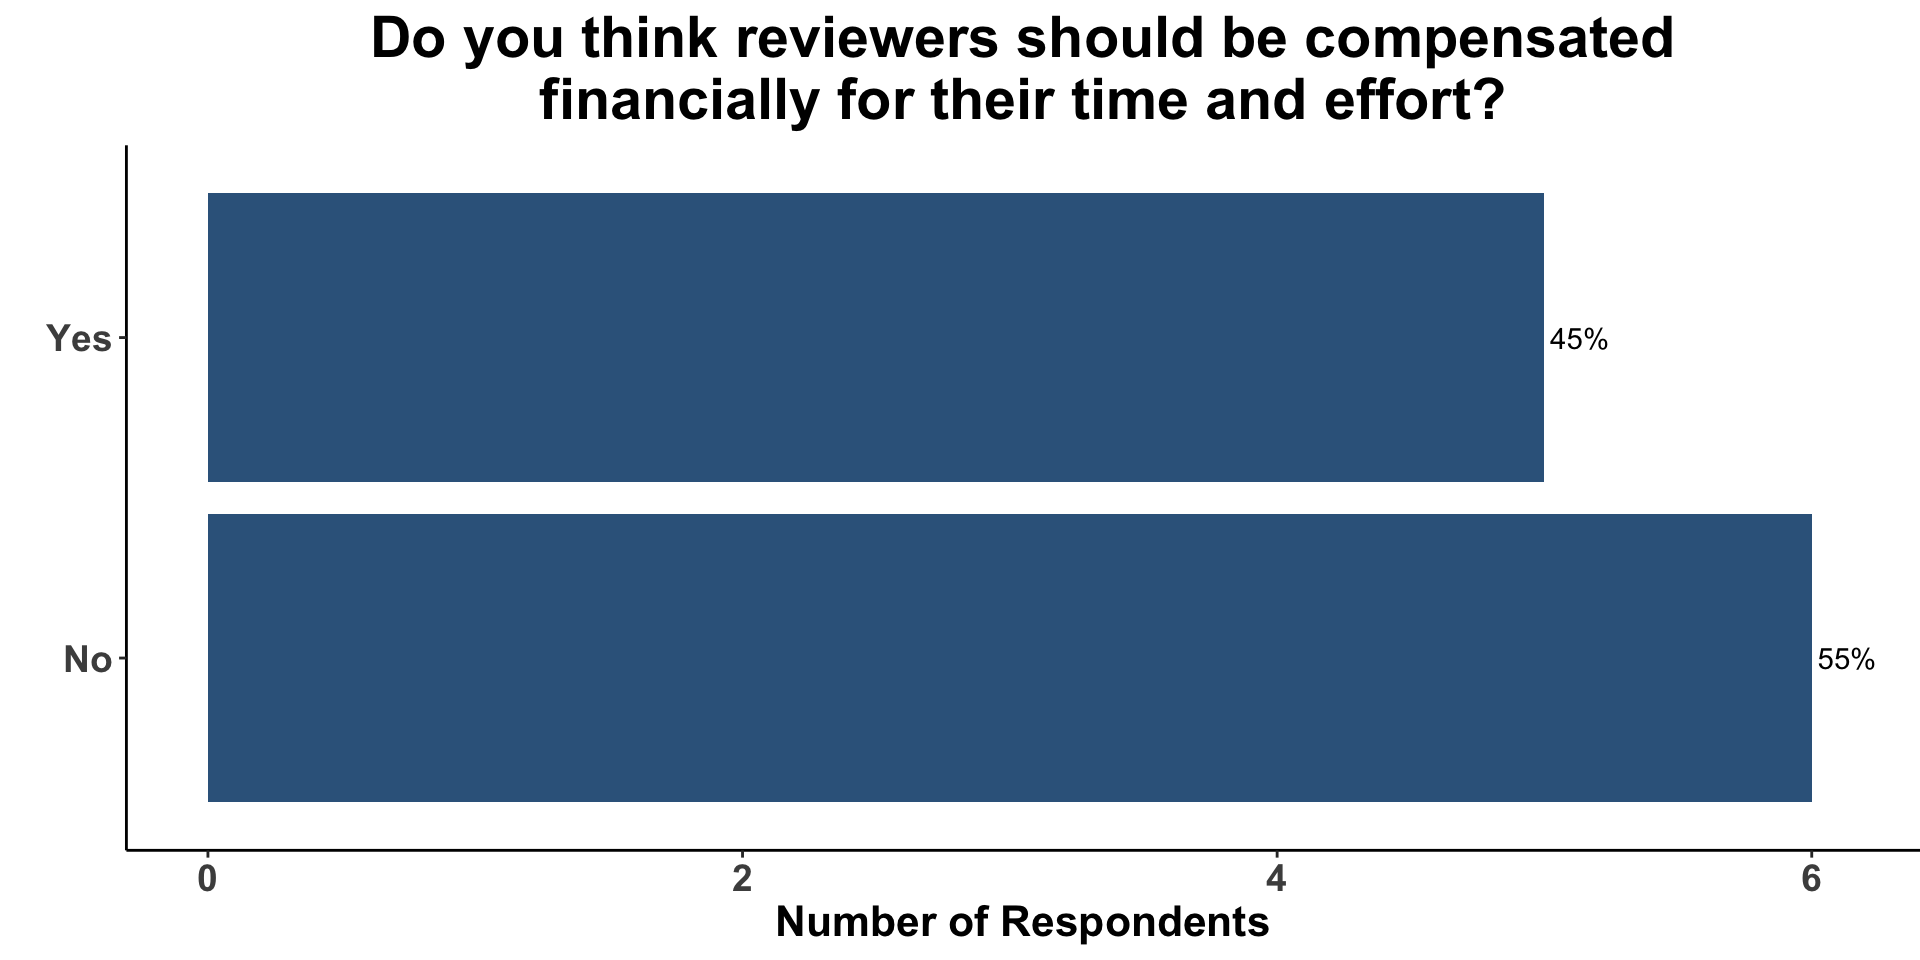 Do you think reviewers should be compensated
financially for their time and effort?
Yes
45%
No
55%
0 2 4 6
Number of Respondents